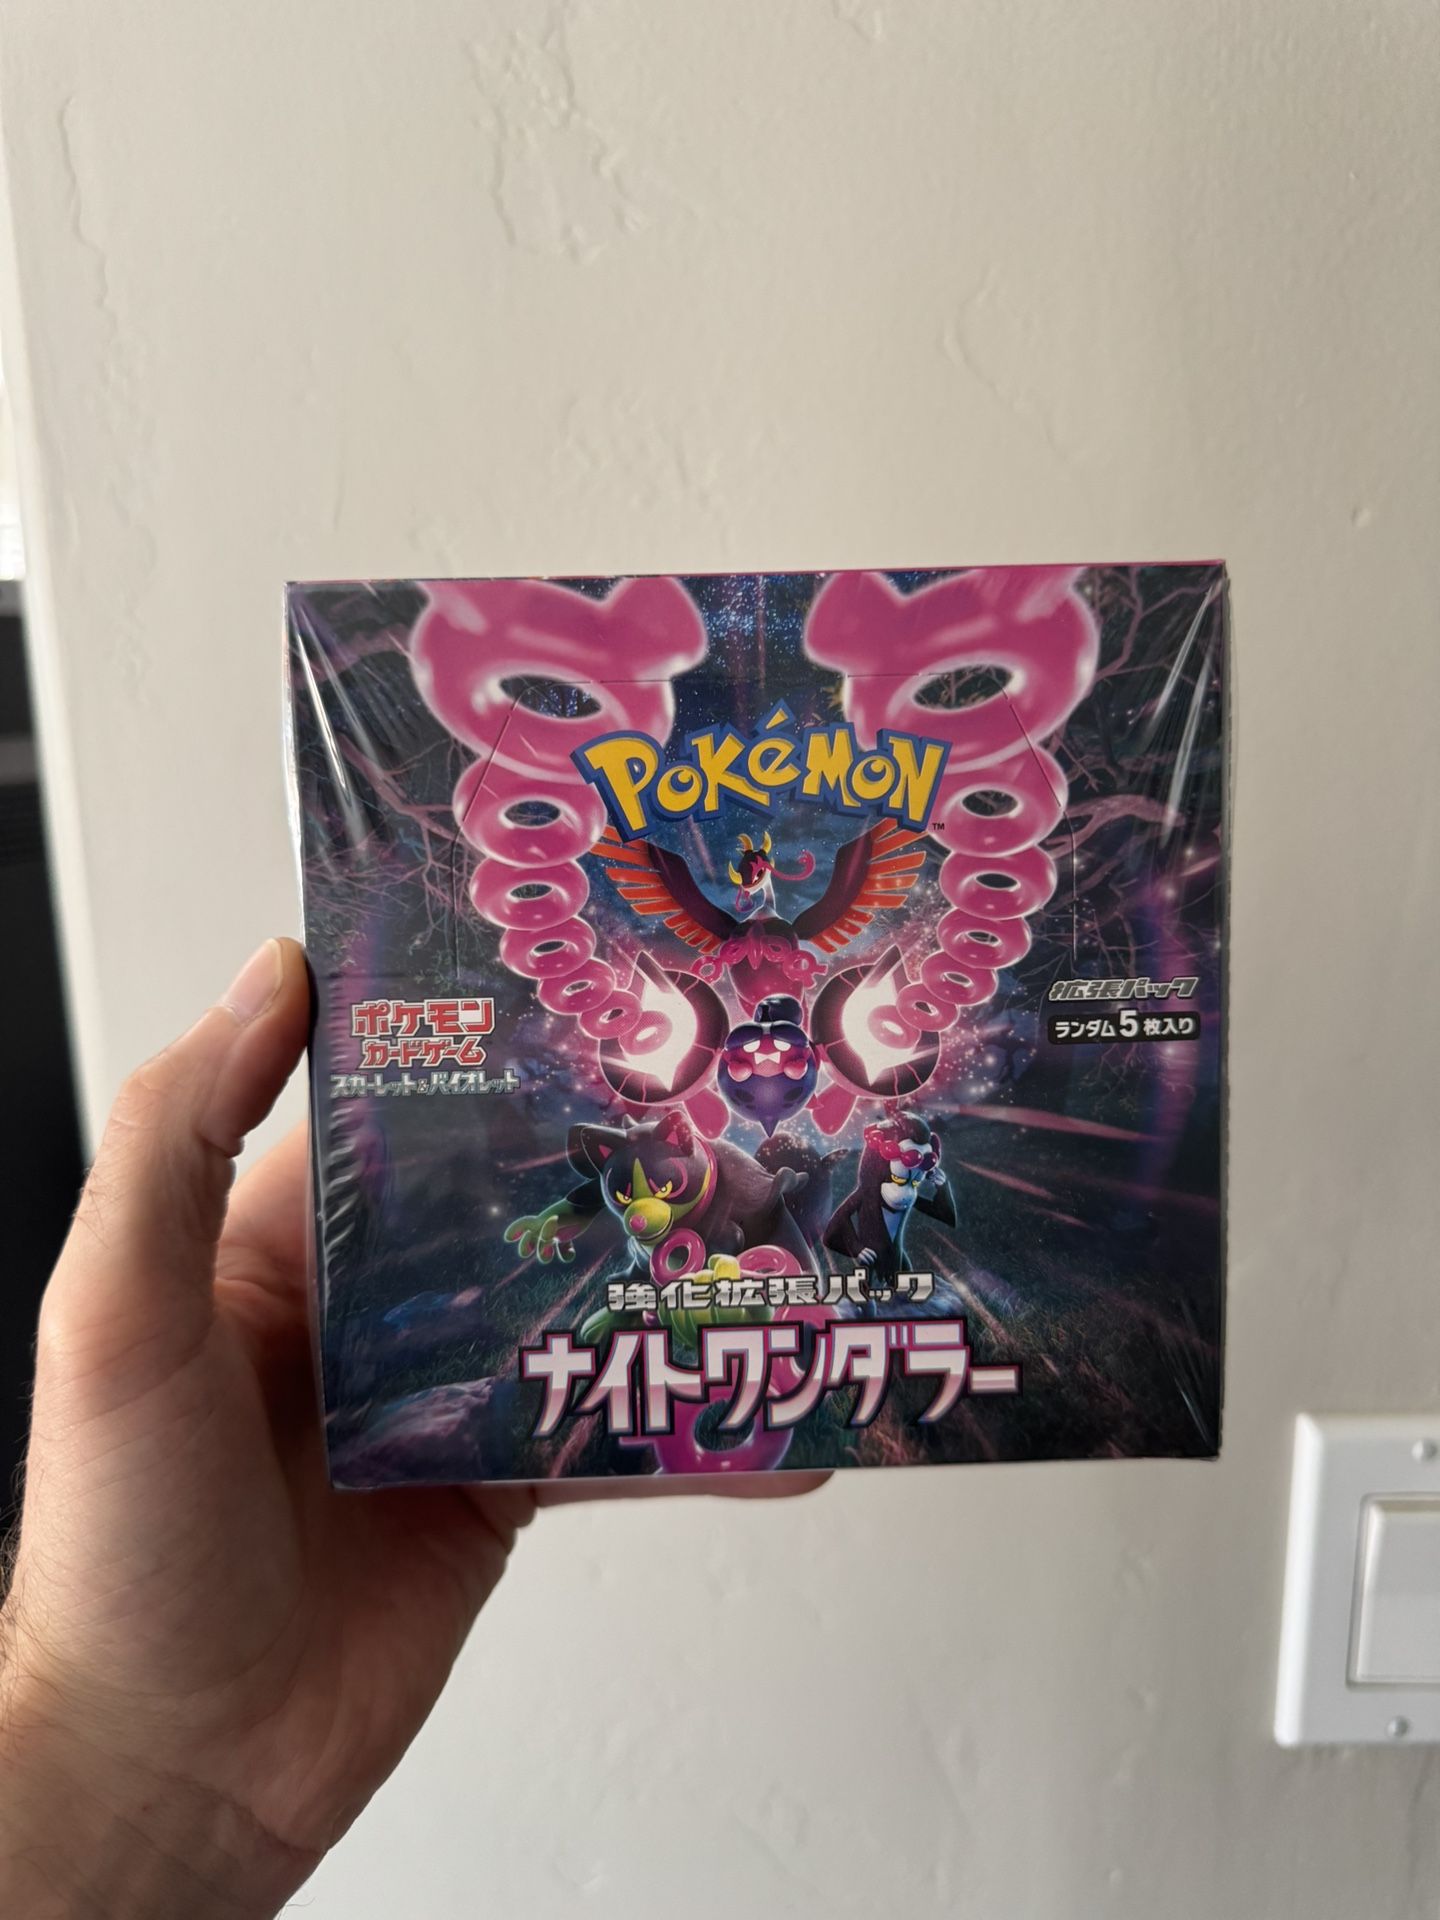 POKéMON
TM
ポケモン
カードゲーム
スカーレット&バイオレット
拡張パック
ランダム5枚入り
強化拡張パック
ナイトワンダラー